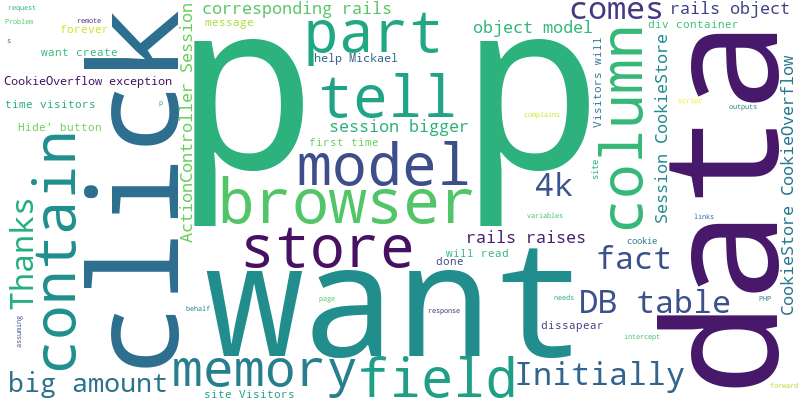 request
Problem
remote
forever
s
want create
CookieOverflow exception
time visitors
p
Hide' button
click
contain
Thanks
assuming
big amount
corresponding rails
message
ActionController Session
p p
part
help Mickael
tell
session bigger
first time
model
browser
store
want
memory
field
behalf
site Visitors
object model
comes
rails object
div container
Visitors will
column
Session CookieStore
CookieStore CookieOverflow
data
complains
script
outputs
site
4k
variables
links
rails raises
will read
done
cookie
fact
page
response
needs
DB table
PHP
dissapear
intercept
Initially
forward